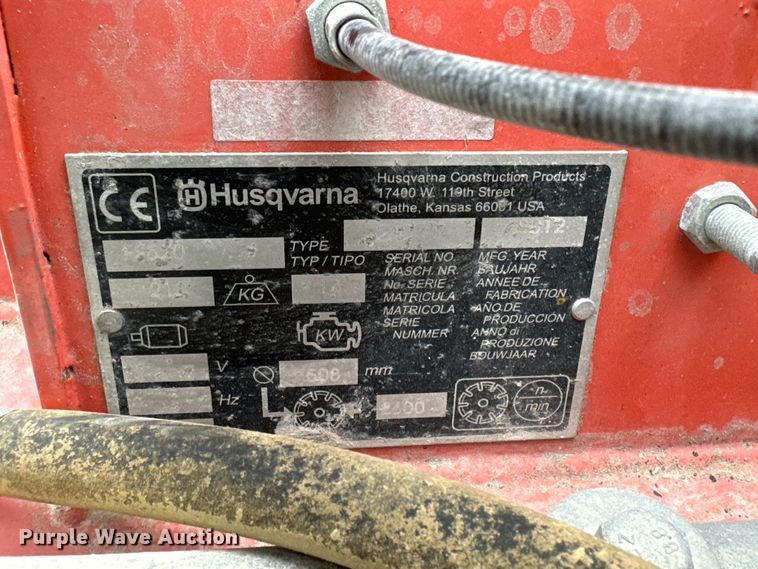 CE
Husqvarna
Husqvarna Construction Products
17400 W. 119th Street
Olathe, Kansas 66061 USA
TYPE
TYP / TIPO
SERIAL NO.
MASCH. NR.
No. SERIE
MATRICULA
MATRICOLA
SERIE
NUMMER
MFG. YEAR
BAUJAHR
ANNEE DE
FABRICATION
AÑO DE
PRODUCCIÓN
ANNO di
PRODUZIONE
BOUWJAAR
KG
KW
V
508 mm
Hz
n
min
Purple Wave Auction